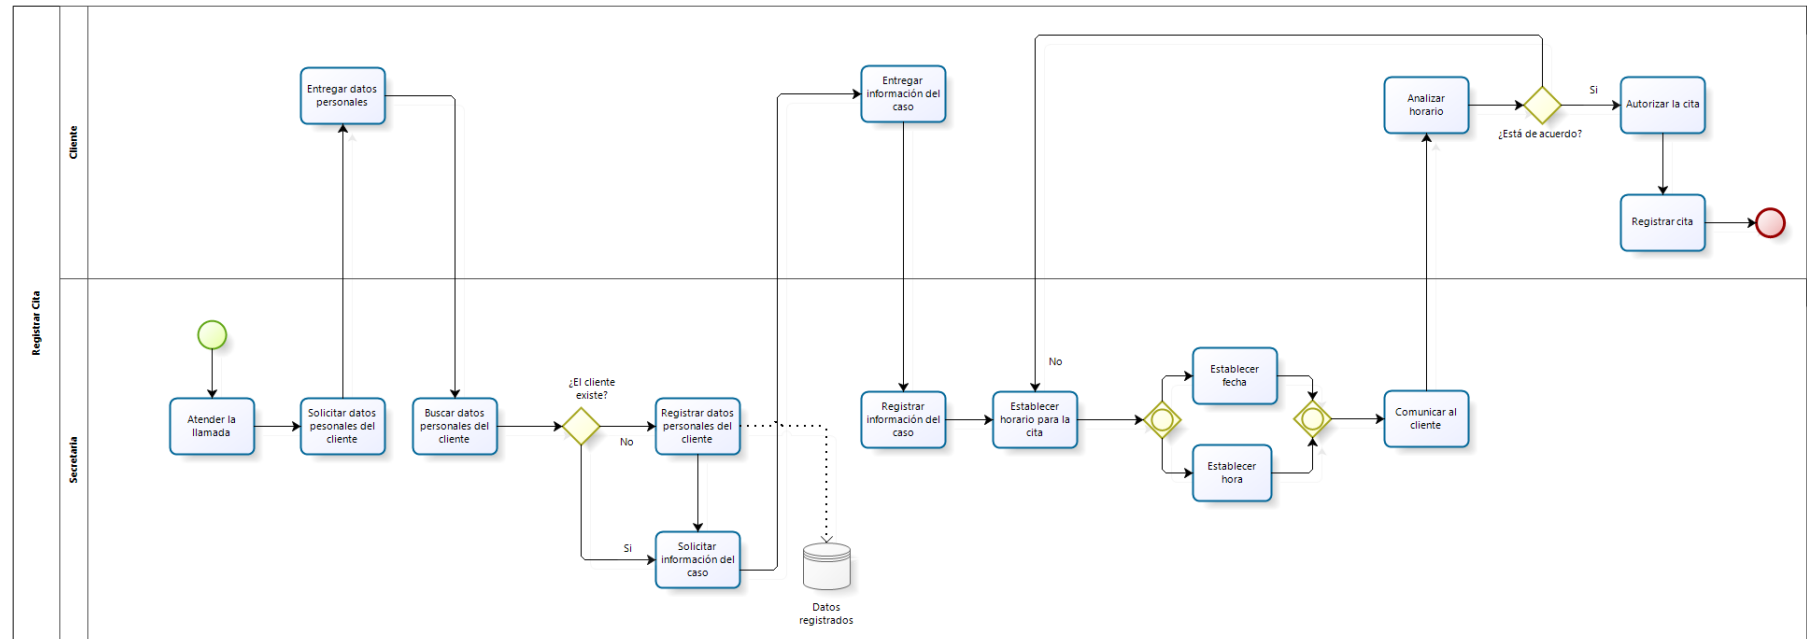 Registrar Cita
Cliente
Entregar datos
personales
Entregar
información del
caso
Analizar
horario
¿Está de acuerdo?
Si
Autorizar la cita
Registrar cita
Secretaria
Atender la
llamada
Solicitar datos
pesonales del
cliente
Buscar datos
personales del
cliente
¿El cliente
existe?
No
Registrar datos
personales del
cliente
Si
Solicitar
información del
caso
Datos
registrados
Registrar
información del
caso
No
Establecer
horario para la
cita
Establecer
fecha
Establecer
hora
Comunicar al
cliente